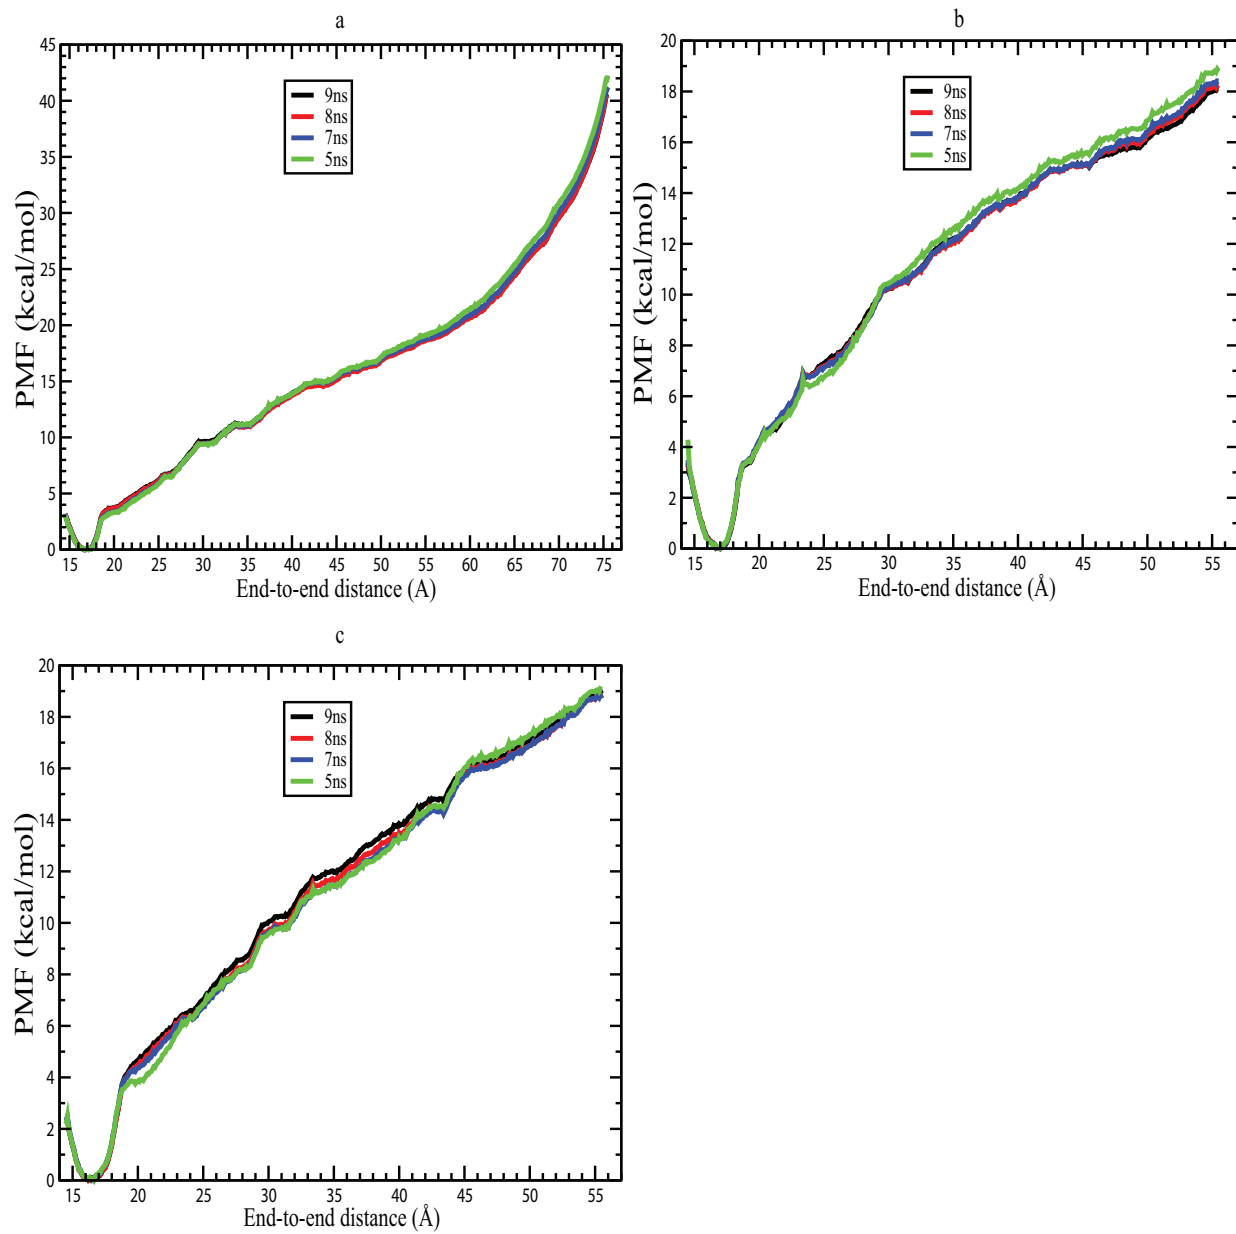 a
45
40
35
30
25
20
15
10
5
0
PMF (kcal/mol)
9ns
8ns
7ns
5ns
15 20 25 30 35 40 45 50 55 60 65 70 75
End-to-end distance (A)
b
20
18
16
14
12
10
8
6
4
2
0
PMF (kcal/mol)
9ns
8ns
7ns
5ns
15 20 25 30 35 40 45 50 55
End-to-end distance (Å)
c
20
18
16
14
12
10
8
6
4
2
0
PMF (kcal/mol)
9ns
8ns
7ns
5ns
15 20 25 30 35 40 45 50 55
End-to-end distance (Å)